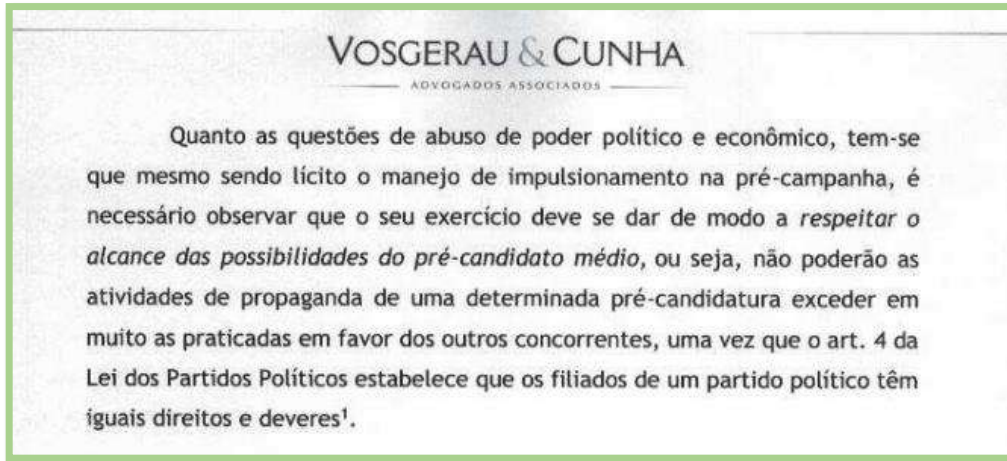 VOSGERAU & CUNHA
ADVOGADOS ASSOCIADOS
Quanto as questões de abuso de poder político e econômico, tem-se
que mesmo sendo lícito o manejo de impulsionamento na pré-campanha, é
necessário observar que o seu exercício deve se dar de modo a respeitar o
alcance das possibilidades do pré-candidato médio, ou seja, não poderão as
atividades de propaganda de uma determinada pré-candidatura exceder em
muito as praticadas em favor dos outros concorrentes, uma vez que o art. 4 da
Lei dos Partidos Políticos estabelece que os filiados de um partido político têm
iguais direitos e deveres¹.